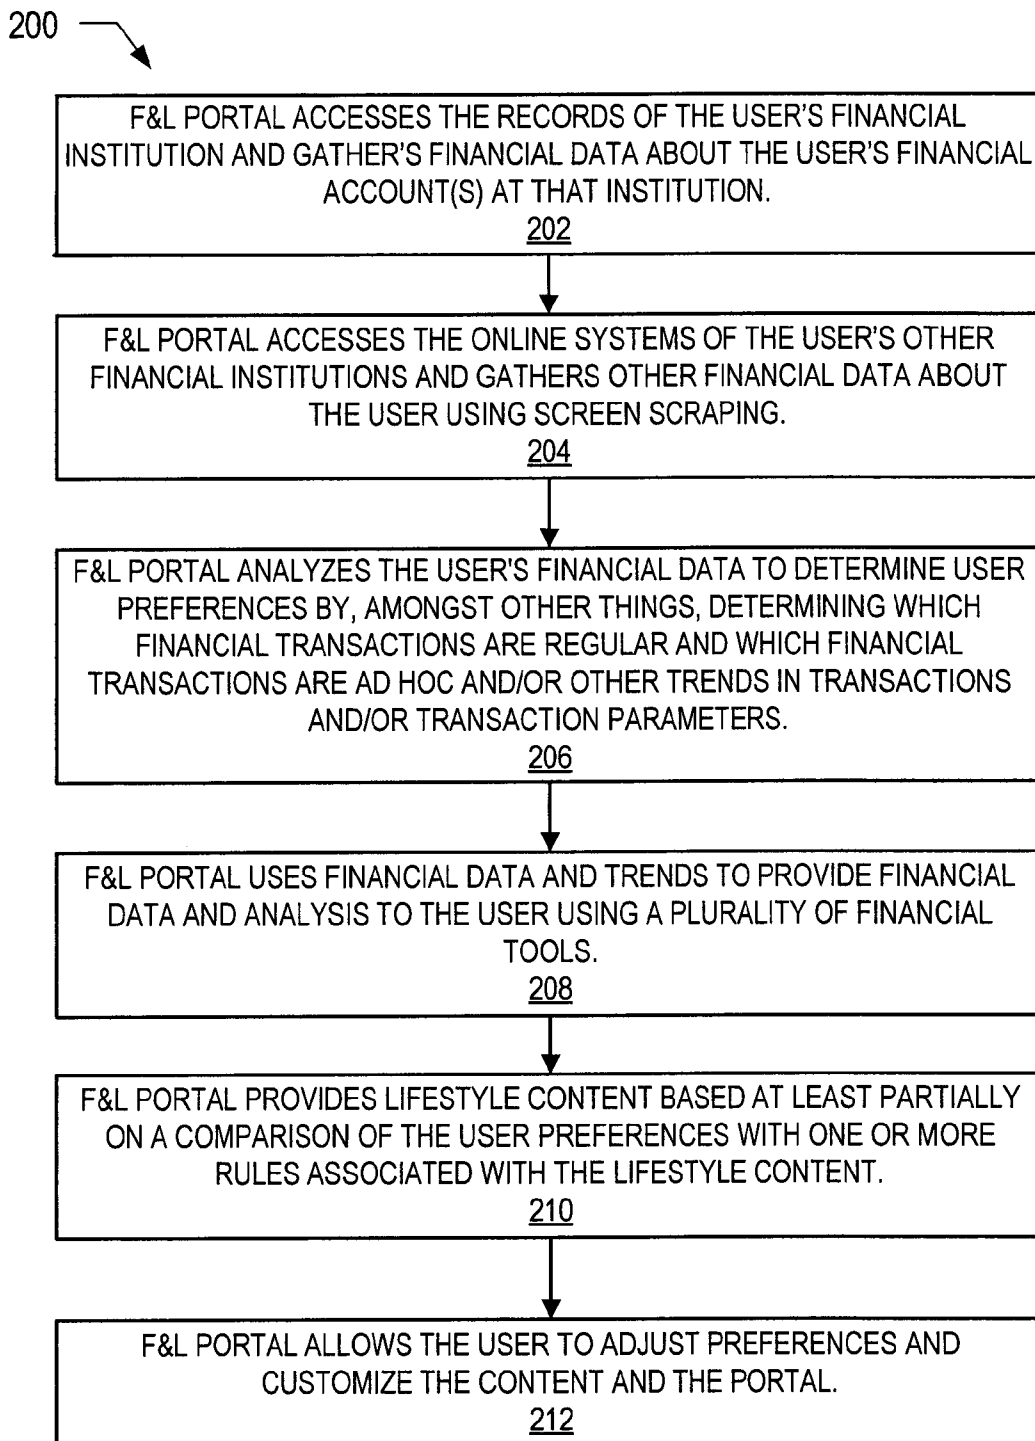 200
F&L PORTAL ACCESSES THE RECORDS OF THE USER'S FINANCIAL
INSTITUTION AND GATHER'S FINANCIAL DATA ABOUT THE USER'S FINANCIAL
ACCOUNT(S) AT THAT INSTITUTION.
202
F&L PORTAL ACCESSES THE ONLINE SYSTEMS OF THE USER'S OTHER
FINANCIAL INSTITUTIONS AND GATHERS OTHER FINANCIAL DATA ABOUT
THE USER USING SCREEN SCRAPING.
204
F&L PORTAL ANALYZES THE USER'S FINANCIAL DATA TO DETERMINE USER
PREFERENCES BY, AMONGST OTHER THINGS, DETERMINING WHICH
FINANCIAL TRANSACTIONS ARE REGULAR AND WHICH FINANCIAL
TRANSACTIONS ARE AD HOC AND/OR OTHER TRENDS IN TRANSACTIONS
AND/OR TRANSACTION PARAMETERS.
206
F&L PORTAL USES FINANCIAL DATA AND TRENDS TO PROVIDE FINANCIAL
DATA AND ANALYSIS TO THE USER USING A PLURALITY OF FINANCIAL
TOOLS.
208
F&L PORTAL PROVIDES LIFESTYLE CONTENT BASED AT LEAST PARTIALLY
ON A COMPARISON OF THE USER PREFERENCES WITH ONE OR MORE
RULES ASSOCIATED WITH THE LIFESTYLE CONTENT.
210
F&L PORTAL ALLOWS THE USER TO ADJUST PREFERENCES AND
CUSTOMIZE THE CONTENT AND THE PORTAL.
212